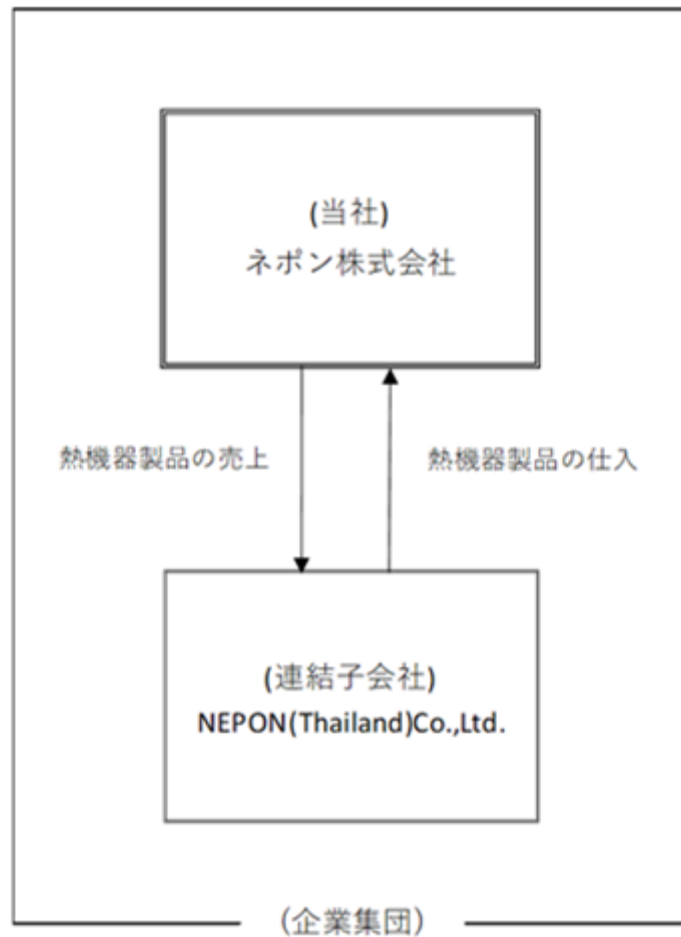 (当社)
ネポン株式会社
熱機器製品の売上
熱機器製品の仕入
(連結子会社)
NEPON(Thailand)Co.,Ltd.
(企業集団)